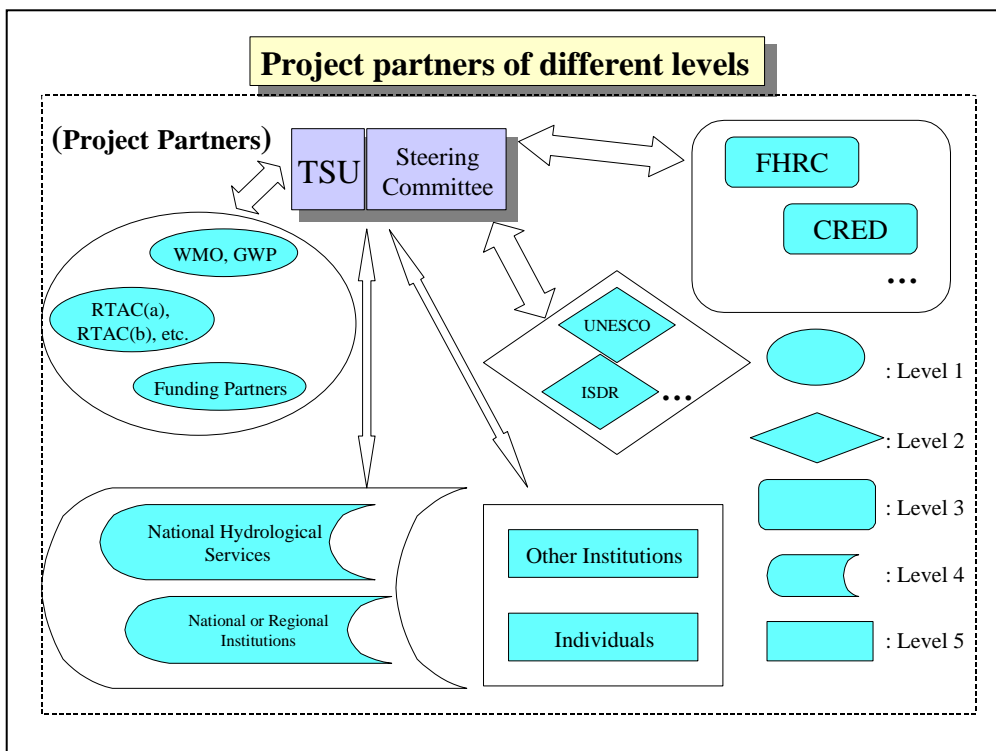 Project partners of different levels
(Project Partners)
TSU
Steering
Committee
FHRC
CRED
...
WMO, GWP
RTAC(a),
RTAC(b), etc.
Funding Partners
UNESCO
ISDR
...
: Level 1
: Level 2
: Level 3
: Level 4
: Level 5
National Hydrological
Services
National or Regional
Institutions
Other Institutions
Individuals